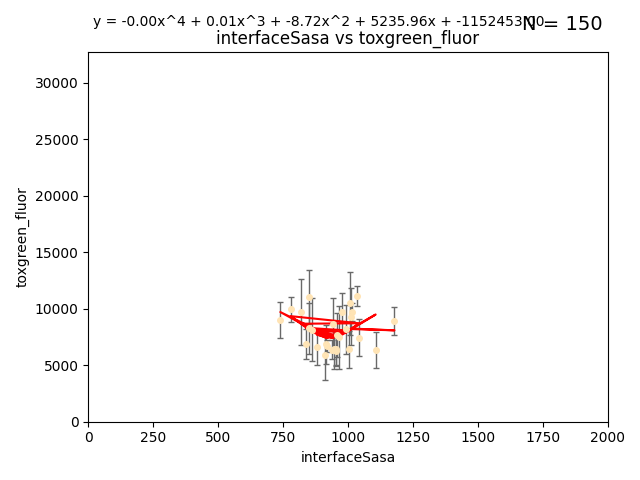 y = -0.00x^4 + 0.01x^3 + -8.72x^2 + 5235.96x + -1152453.00
N = 150
interfaceSasa vs toxgreen_fluor
30000
25000
20000
15000
10000
5000
0
toxgreen_fluor
0 250 500 750 1000 1250 1500 1750 2000
interfaceSasa